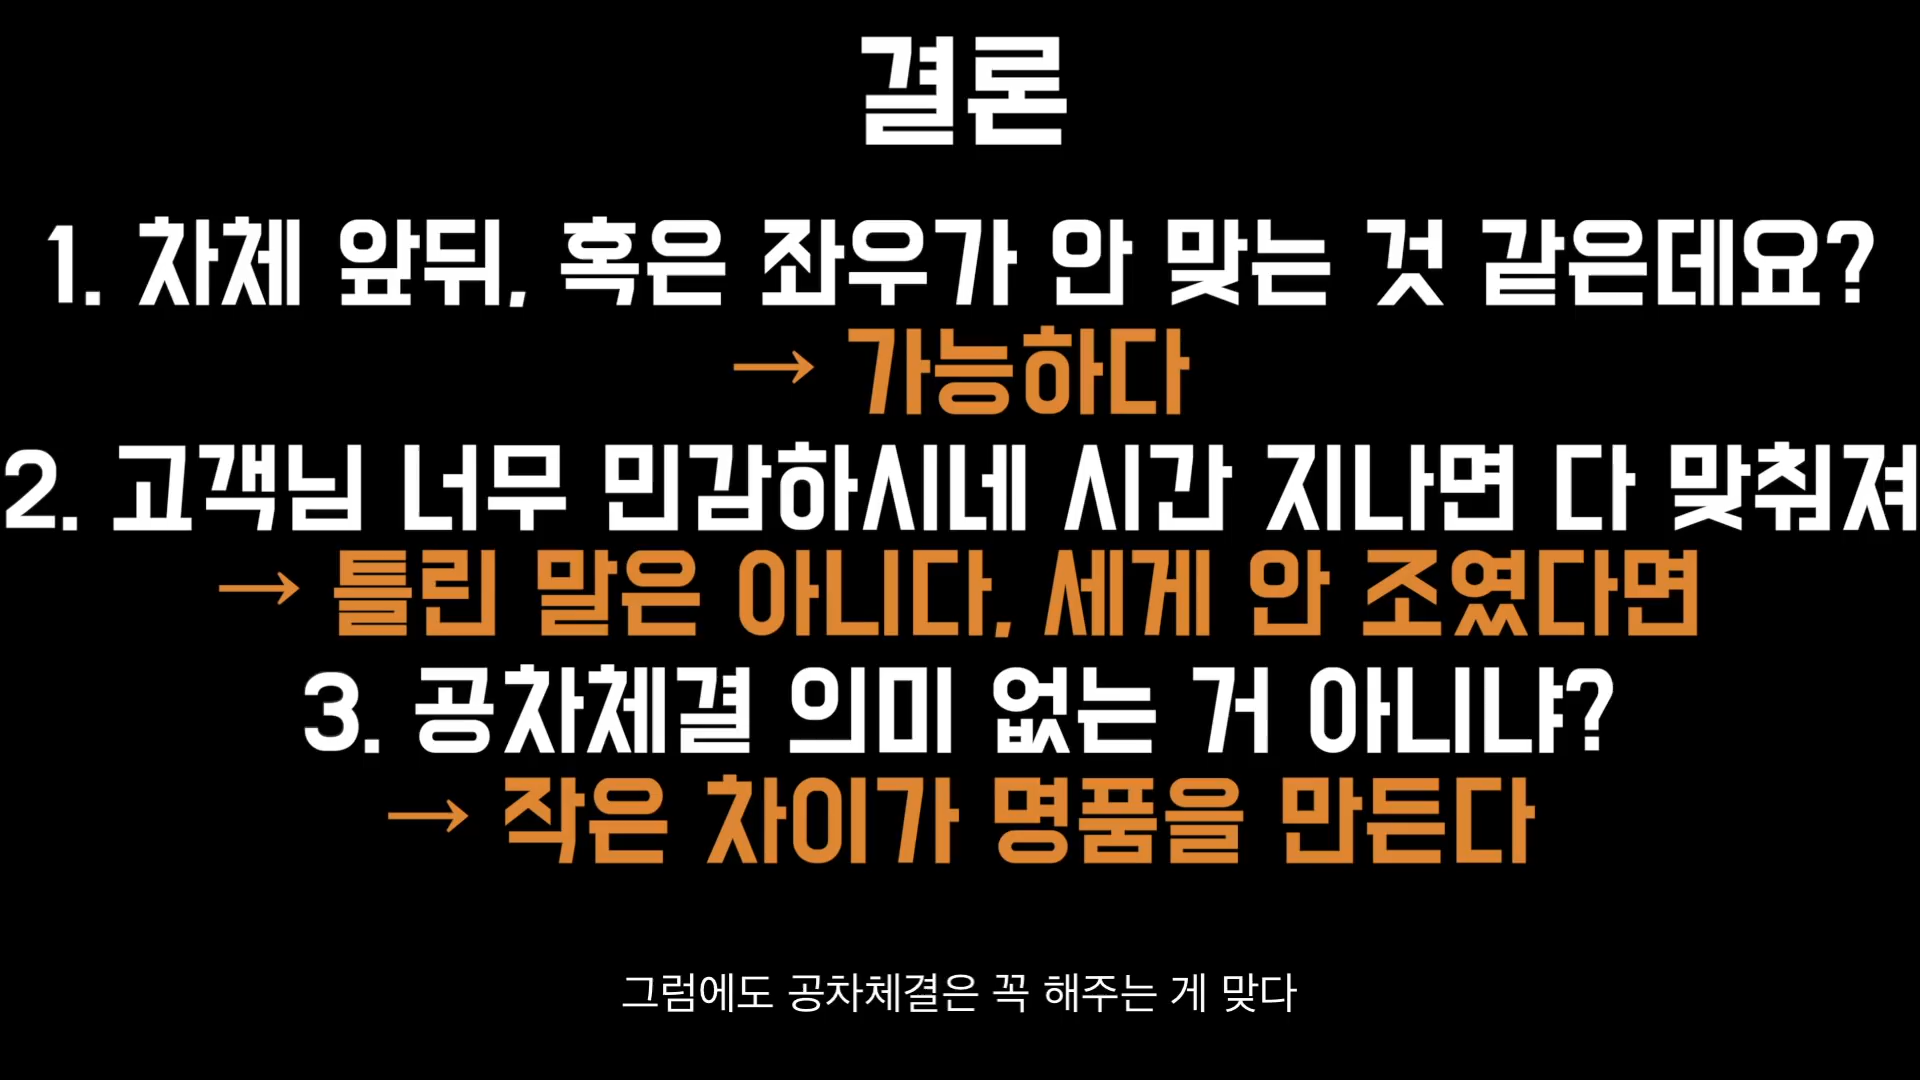 결론
1. 차체 앞뒤, 혹은 좌우가 안 맞는 것 같은데요?
→ 가능하다
2. 고객님 너무 민감하시네 시간 지나면 다 맞춰져
→ 틀린 말은 아니다, 세게 안 조였다면
3. 공차체결 의미 없는 거 아니냐?
→ 작은 차이가 명품을 만든다
그럼에도 공차체결은 꼭 해주는 게 맞다